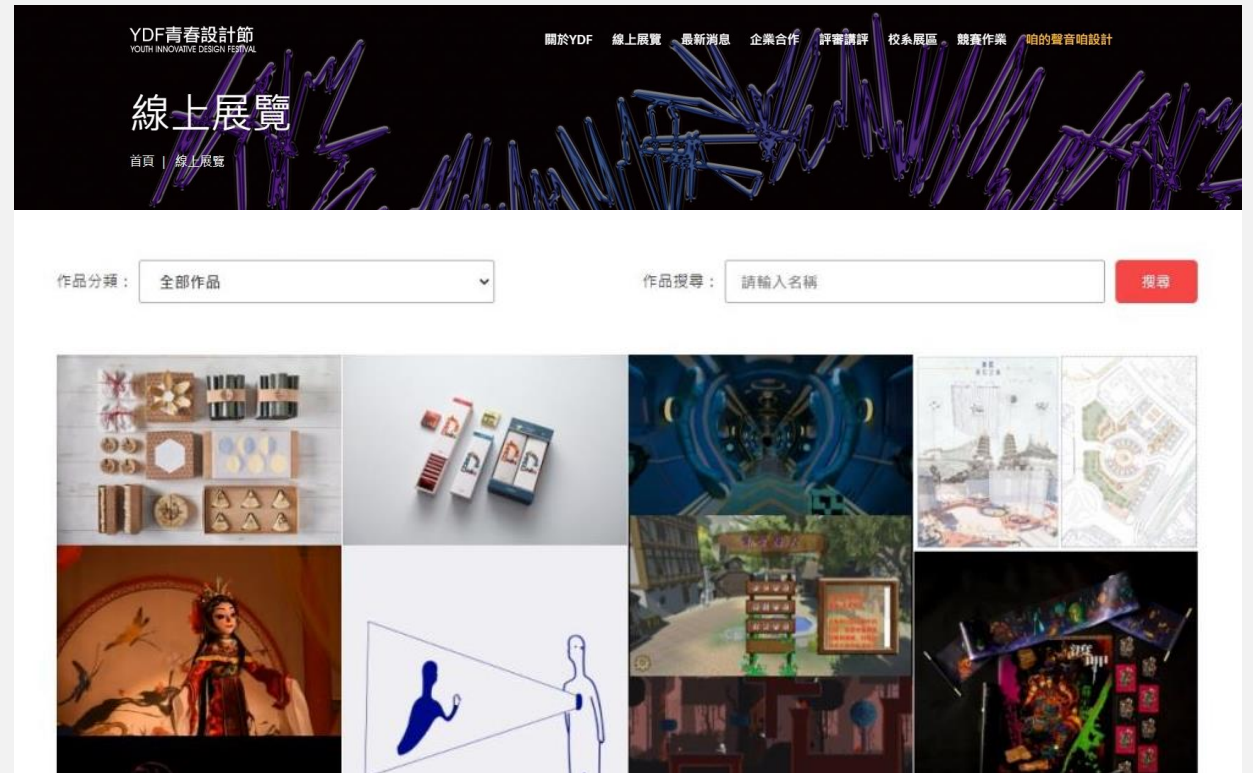 YDF青春設計節
YOUTH INNOVATIVE DESIGN FESTIVAL
關於YDF 線上展覽 最新消息 企業合作 評審講評 校系展區 競賽作業 咱的聲音咱設計
線上展覽
首頁 | 線上展覽
作品分類： 全部作品
作品搜尋： 請輸入名稱 搜尋